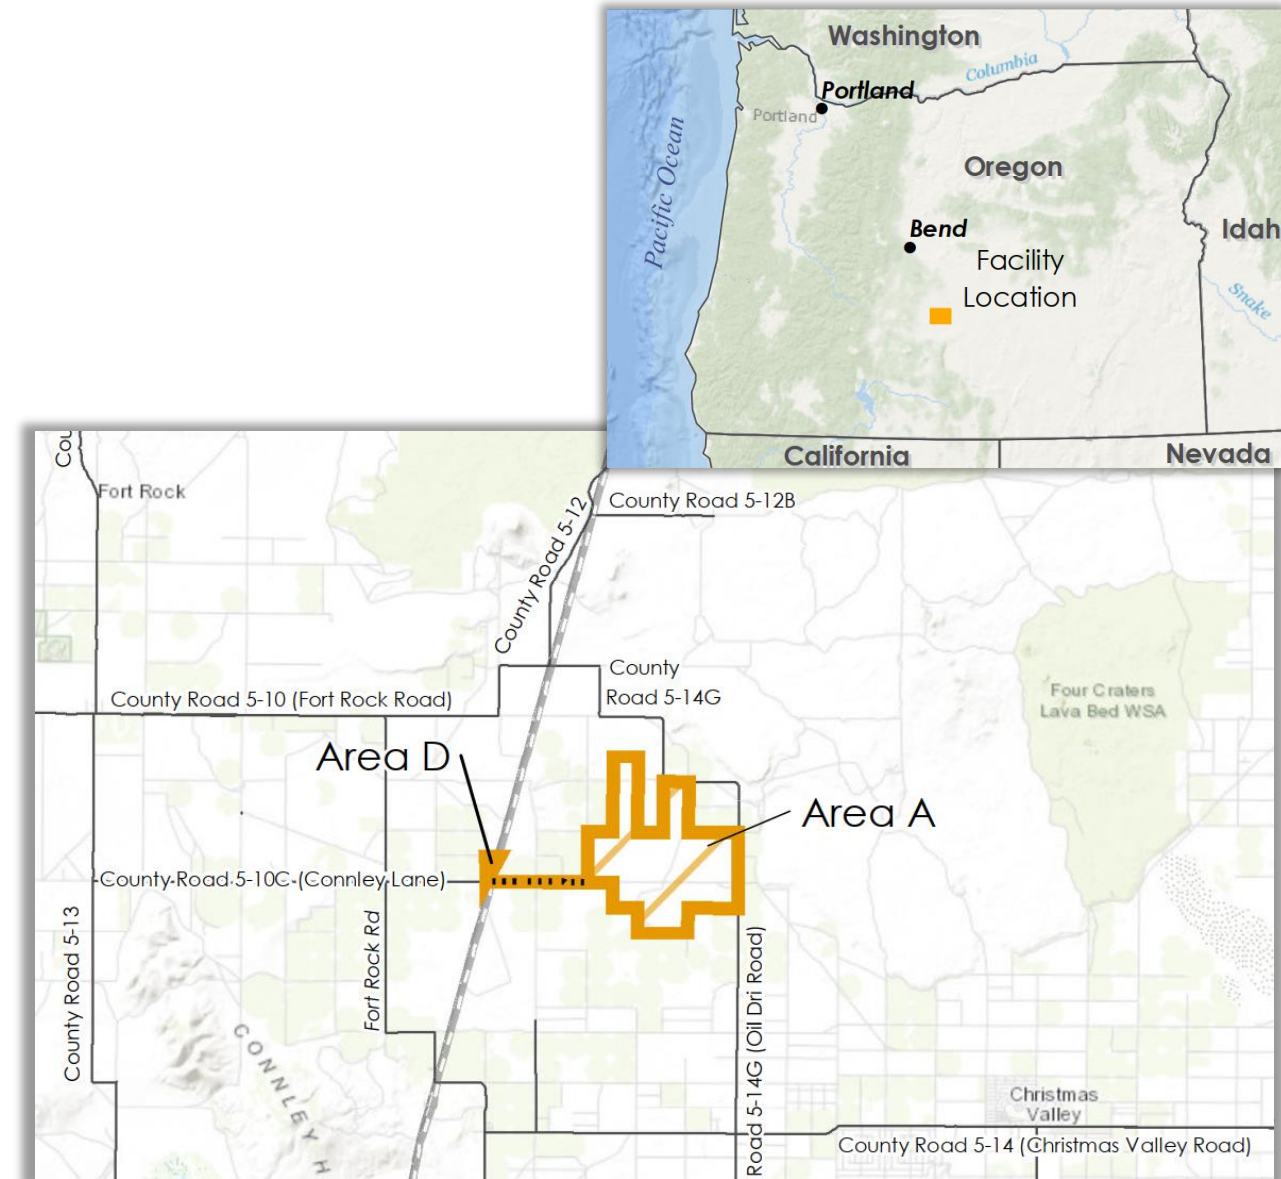 Washington
Columbia
Portland
Portland
Pacific Ocean
Oregon
Bend
Idah
Facility
Location
Snake
California
Nevada
Cou
Fort Rock
County Road 5-12
County Road 5-12B
County
Road 5-14G
County Road 5-10 (Fort Rock Road)
Four Craters
Lava Bed WSA
Area D
Area A
County Road 5-10C (Connley Lane)
County Road 5-13
Fort Rock Rd
Road 5-14G (Oil Dri Road)
CONNLEY H
Christmas
Valley
County Road 5-14 (Christmas Valley Road)